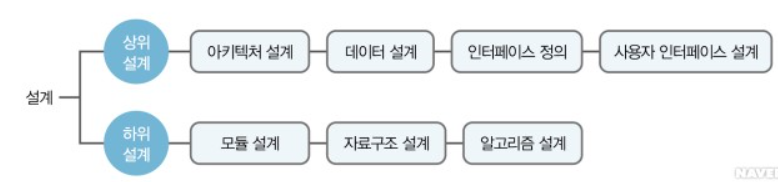 상위
설계
아키텍처 설계
데이터 설계
인터페이스 정의
사용자 인터페이스 설계
설계
하위
설계
모듈 설계
자료구조 설계
알고리즘 설계